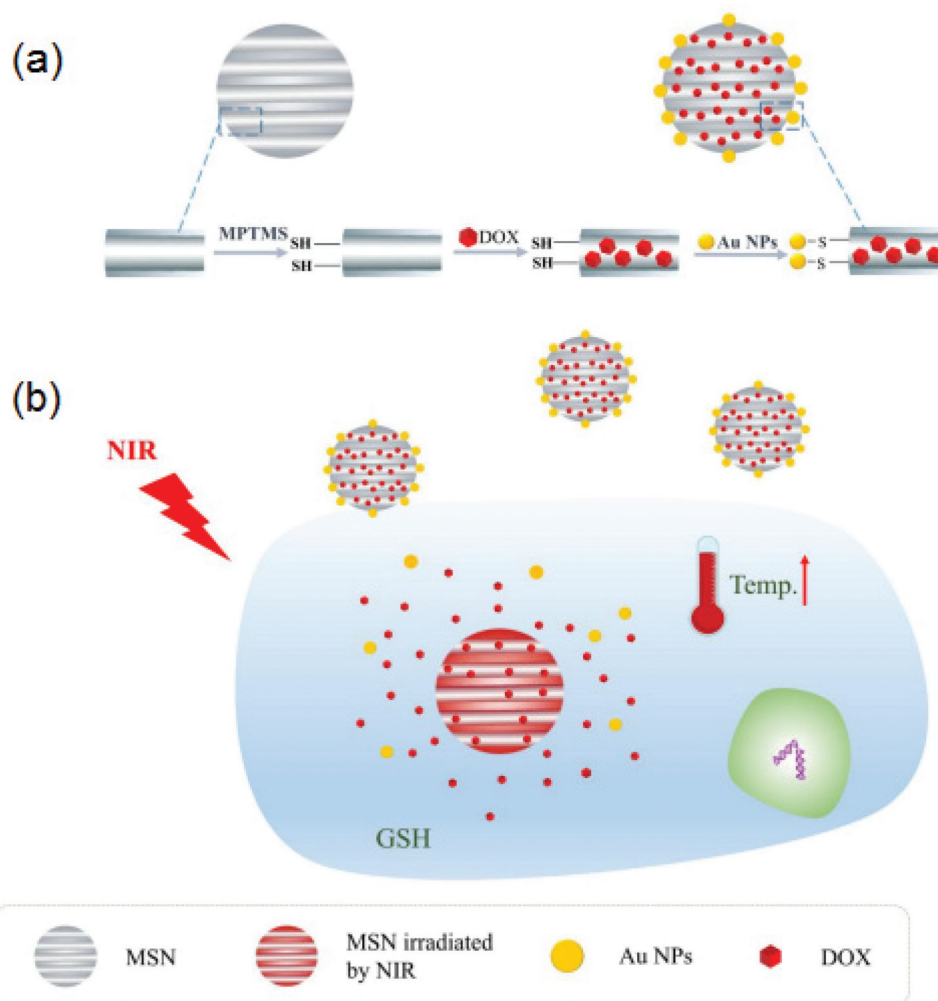 (a)
MPTMS
SH
SH
DOX
SH
SH
Au NPs
S
S
(b)
NIR
Temp.
GSH
MSN
MSN irradiated
by NIR
Au NPs
DOX